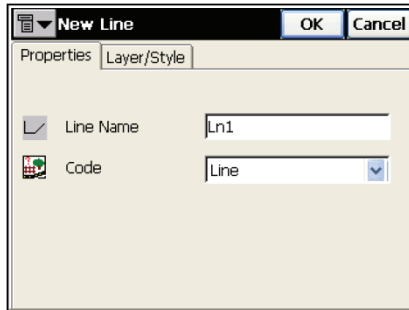 New Line OK Cancel
Properties Layer/Style
Line Name Ln1
Code Line